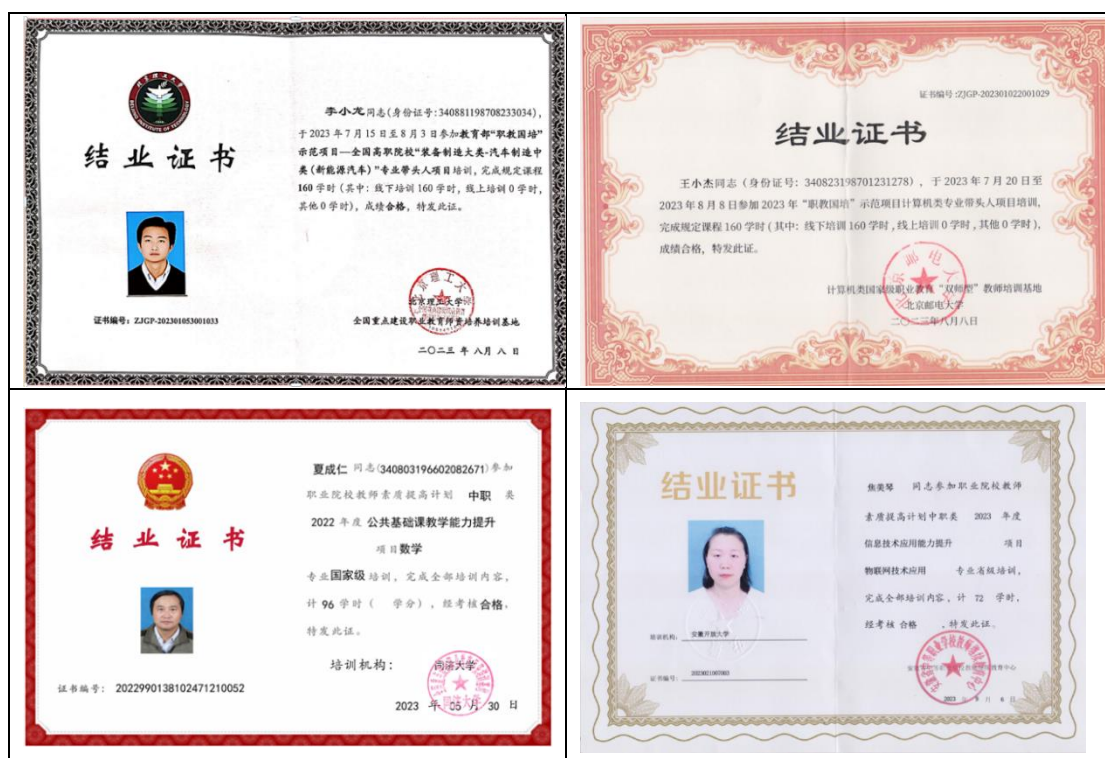 结业证书
证书编号：ZJGP-202301053001033
李小龙同志(身份证号：340881198708233034)，
于2023年7月15日至8月3日参加教育部“职教国培”
示范项目—全国高职院校“装备制造大类-汽车制造中
类(新能源汽车)”专业带头人项目培训，完成规定课程
160学时(其中：线下培训160学时，线上培训0学时，
其他0学时)，成绩合格，特发此证。
北京理工大学
全国重点建设职业教育师资培养培训基地
二〇二三 年 八月 八 日
证书编号:ZJGP-202301022001029
结业证书
王小杰同志（身份证号：340823198701231278），于2023年7月20日至
2023年8月8日参加2023年“职教国培”示范项目计算机类专业带头人项目培训，
完成规定课程160学时(其中：线下培训160学时,线上培训0学时,其他0学时)，
成绩合格，特发此证。
计算机类国家级职业教育“双师型”教师培训基地
北京邮电大学
二〇二三年八月八日
结业证书
证书编号： 20229901381024712​10052
夏成仁 同志(340803196602082671)参加
职业院校教师素质提高计划 中职 类
2022 年度 公共基础课教学能力提升
项目数学
专业国家级培训，完成全部培训内容，
计 96 学时（ 学分），经考核合格，
特发此证。
培训机构： 同济大学
2023 年 05 月 30 日
结业证书
培训机构： 安徽开放大学
证书编号：
焦美琴 同志参加职业院校教师
素质提高计划中职类 2023 年度
信息技术应用能力提升 项目
物联网技术应用 专业省级培训，
完成全部培训内容，计 72 学时，
经考核 合格 ，特发此证。